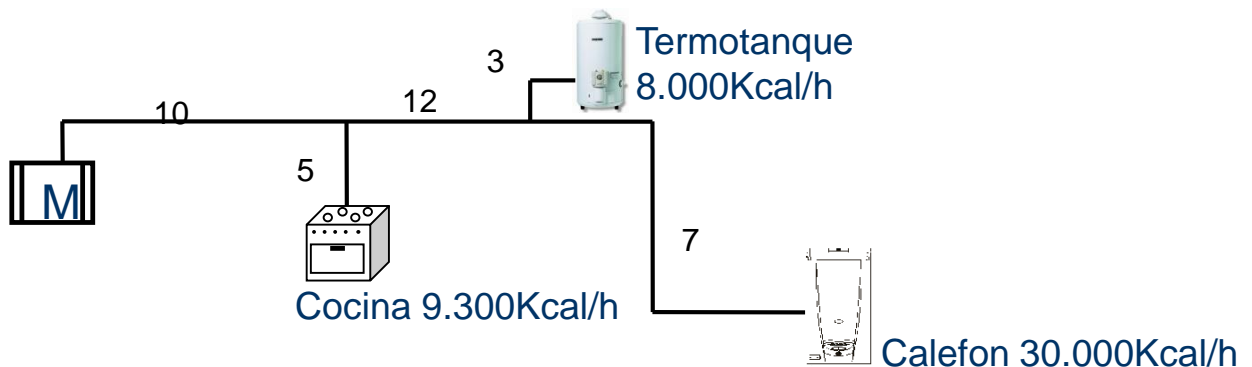 Termotanque
8.000Kcal/h
3
12
10
5
M
7
Cocina 9.300Kcal/h
Calefon 30.000Kcal/h